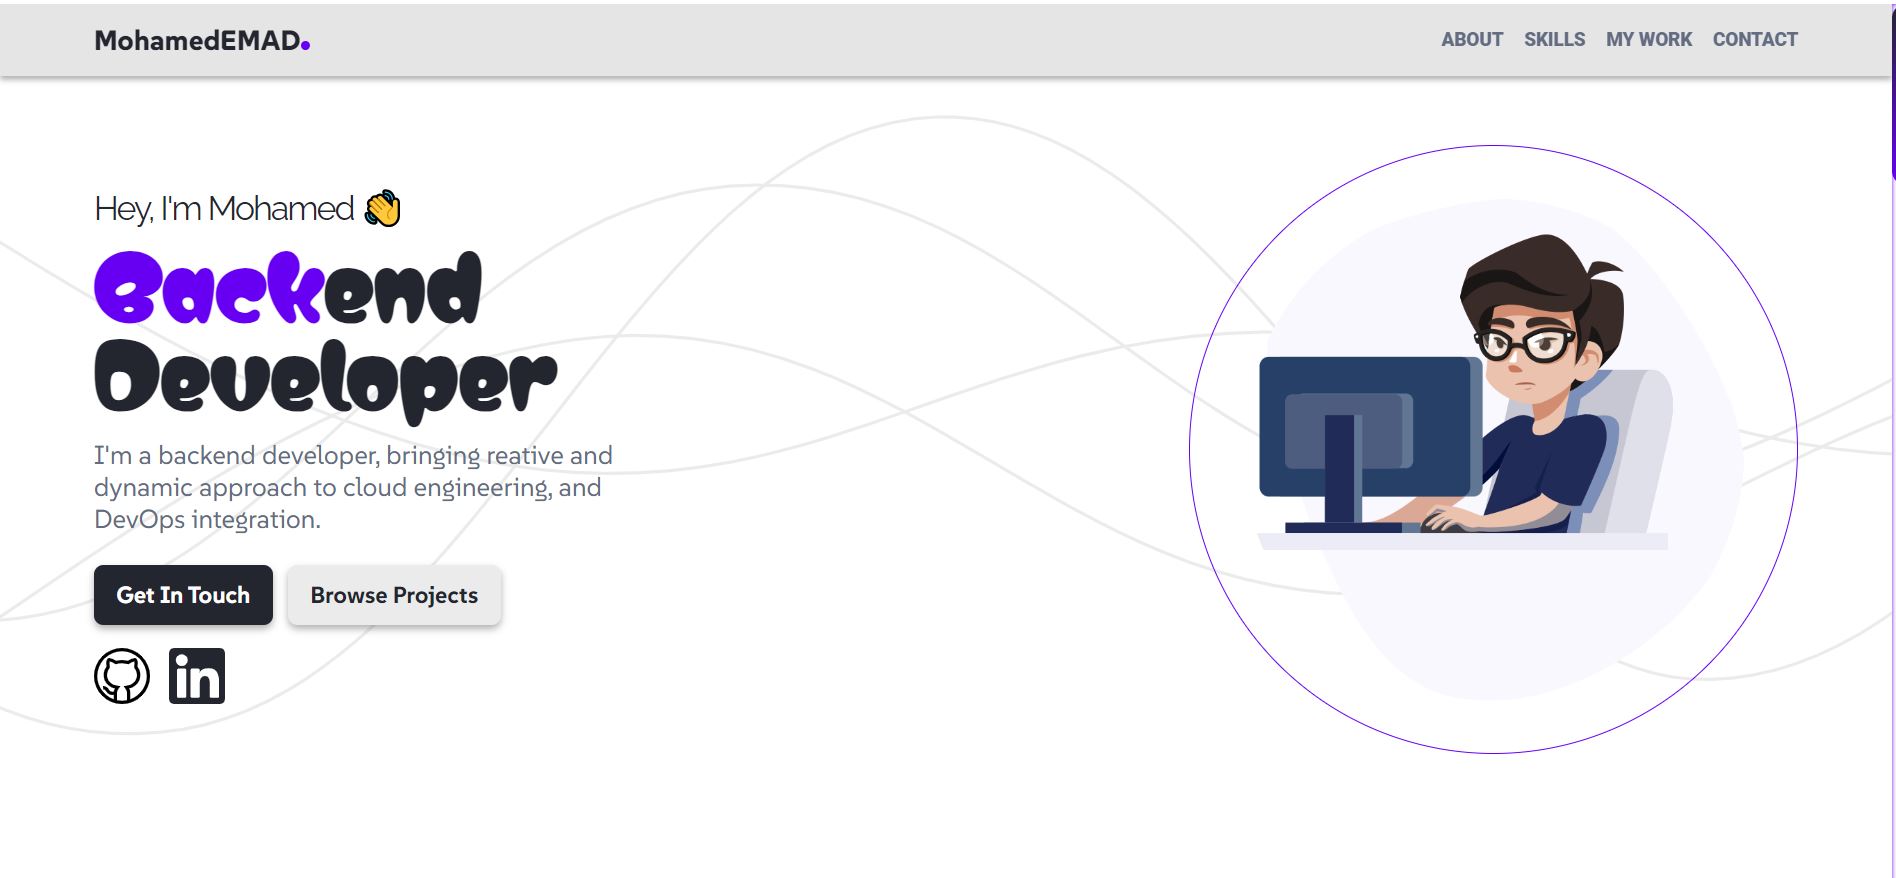 MohamedEMAD.
ABOUT SKILLS MY WORK CONTACT
Hey, I'm Mohamed 👋
Backend
Developer
I'm a backend developer, bringing reative and
dynamic approach to cloud engineering, and
DevOps integration.
Get In Touch Browse Projects
in